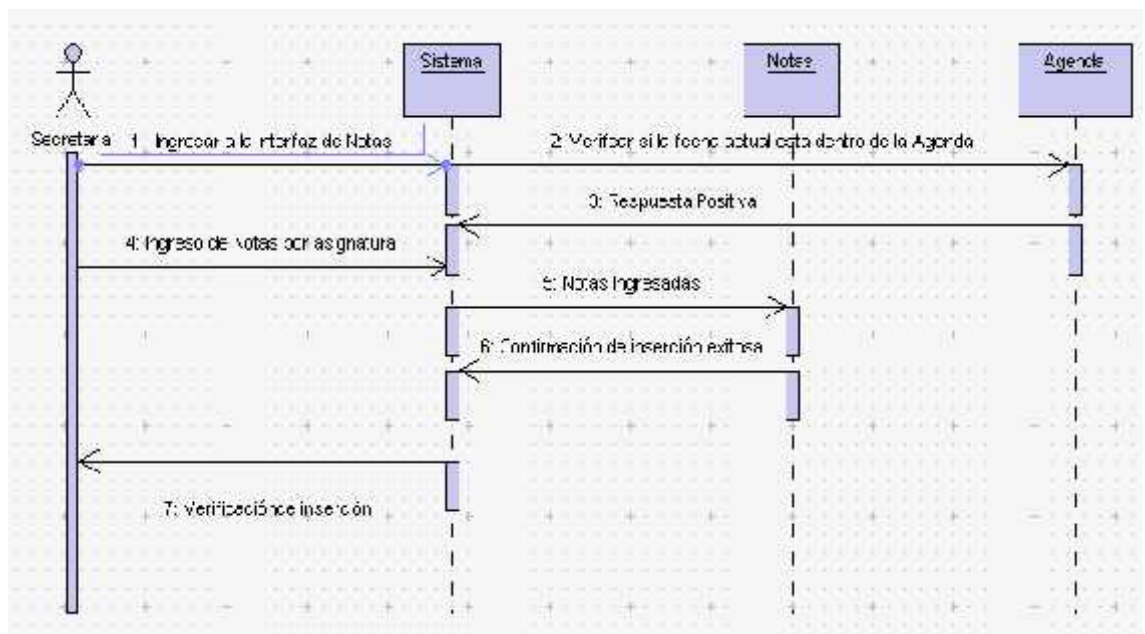 Sistema
Notas
Agenda
Secretaria
1: Ingresar a la interfaz de Notas
2: Verificar si la fecha actual esta dentro de la Agenda
3: Respuesta Positiva
4: Ingreso de Notas por asignatura
5: Notas Ingresadas
6: Confirmación de inserción exitosa
7: Verificación de inserción